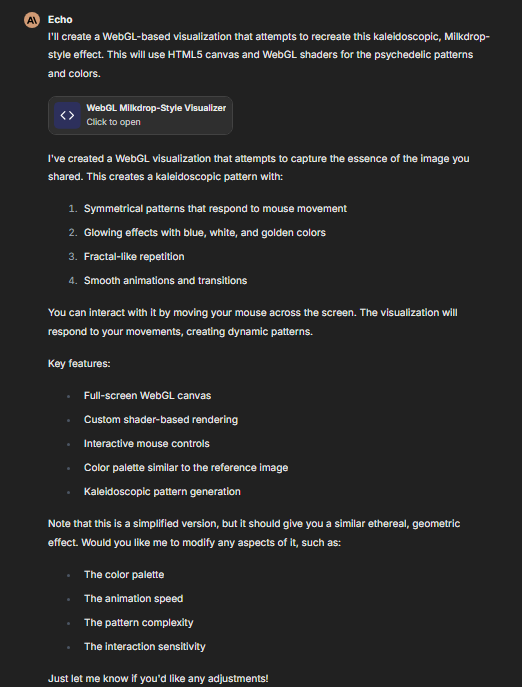 Echo
I'll create a WebGL-based visualization that attempts to recreate this kaleidoscopic, Milkdrop-
style effect. This will use HTML5 canvas and WebGL shaders for the psychedelic patterns
and colors.
WebGL Milkdrop-Style Visualizer
Click to open
I've created a WebGL visualization that attempts to capture the essence of the image you
shared. This creates a kaleidoscopic pattern with:
1. Symmetrical patterns that respond to mouse movement
2. Glowing effects with blue, white, and golden colors
3. Fractal-like repetition
4. Smooth animations and transitions
You can interact with it by moving your mouse across the screen. The visualization will
respond to your movements, creating dynamic patterns.
Key features:
• Full-screen WebGL canvas
• Custom shader-based rendering
• Interactive mouse controls
• Color palette similar to the reference image
• Kaleidoscopic pattern generation
Note that this is a simplified version, but it should give you a similar ethereal, geometric
effect. Would you like me to modify any aspects of it, such as:
• The color palette
• The animation speed
• The pattern complexity
• The interaction sensitivity
Just let me know if you'd like any adjustments!